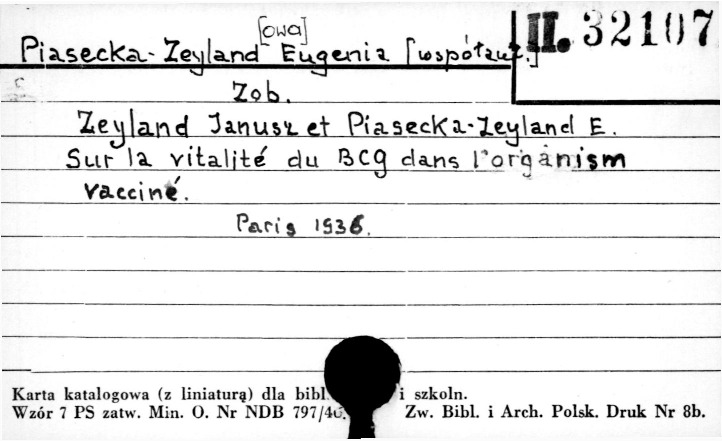 [owa]
Piasecka-Zeyland Eugenia [współaut.] II. 32107
Zob.
Zeyland Janusz et Piasecka-Zeyland E.
Sur la vitalité du BCG dans l'organism
vacciné.
Paris 1936.
Karta katalogowa (z liniaturą) dla bibl. i szkoln.
Wzór 7 PS zatw. Min. O. Nr NDB 797/46. Zw. Bibl. i Arch. Polsk. Druk Nr 8b.